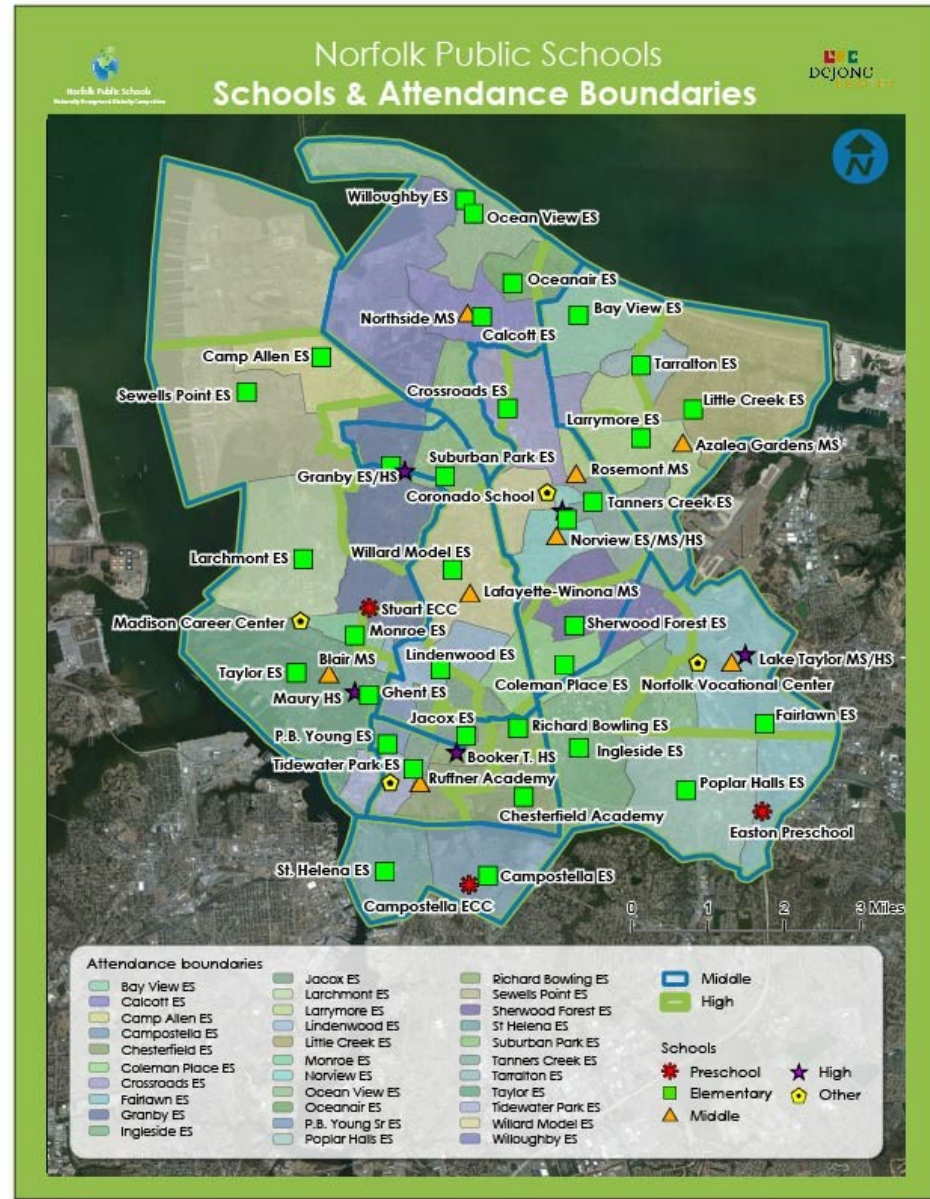 Norfolk Public Schools
Schools & Attendance Boundaries
Norfolk Public Schools
DEJONG
N
Willoughby ES
Ocean View ES
Oceanair ES
Bay View ES
Northside MS
Calcott ES
Camp Allen ES
Tarralton ES
Sewells Point ES
Crossroads ES
Little Creek ES
Larrymore ES
Azalea Gardens MS
Suburban Park ES
Rosemont MS
Granby ES/HS
Coronado School
Tanners Creek ES
Norview ES/MS/HS
Larchmont ES
Willard Model ES
Lafayette-Winona MS
Stuart ECC
Madison Career Center
Sherwood Forest ES
Monroe ES
Lindenwood ES
Lake Taylor MS/HS
Blair MS
Taylor ES
Coleman Place ES
Norfolk Vocational Center
Maury HS
Ghent ES
Jacox ES
Richard Bowling ES
Fairlawn ES
P.B. Young ES
Booker T. HS
Ingleside ES
Tidewater Park ES
Ruffner Academy
Poplar Halls ES
Chesterfield Academy
Easton Preschool
St. Helena ES
Campostella ES
Campostella ECC
0 1 2 3 Miles
Attendance boundaries
Bay View ES
Calcott ES
Camp Allen ES
Campostella ES
Chesterfield ES
Coleman Place ES
Crossroads ES
Fairlawn ES
Granby ES
Ingleside ES
Jacox ES
Larchmont ES
Larrymore ES
Lindenwood ES
Little Creek ES
Monroe ES
Norview ES
Ocean View ES
Oceanair ES
P.B. Young Sr ES
Poplar Halls ES
Richard Bowling ES
Sewells Point ES
Sherwood Forest ES
St Helena ES
Suburban Park ES
Tanners Creek ES
Tarralton ES
Taylor ES
Tidewater Park ES
Willard Model ES
Willoughby ES
Middle
High
Schools
Preschool
Elementary
Middle
High
Other